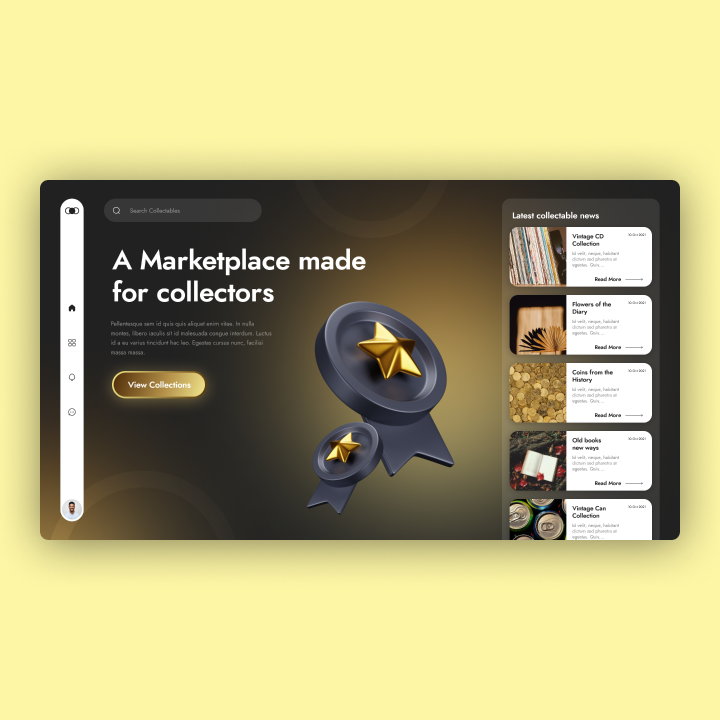 Search Collectables
A Marketplace made
for collectors
Pellentesque sem id quis quis aliquet enim vitae. In nulla
montes, libero iaculis sit id malesuada congue interdum. Luctus
id a eu varius tincidunt hac leo. Egestas cursus nunc, facilisi
massa massa.
View Collections
Latest collectable news
Vintage CD
Collection
30 Oct 2021
Id velit, neque, habitant
dictum sed pharetra at
egestas. Quis....
Read More
Flowers of the
Diary
30 Oct 2021
Id velit, neque, habitant
dictum sed pharetra at
egestas. Quis....
Read More
Coins from the
History
30 Oct 2021
Id velit, neque, habitant
dictum sed pharetra at
egestas. Quis....
Read More
Old books
new ways
30 Oct 2021
Id velit, neque, habitant
dictum sed pharetra at
egestas. Quis....
Read More
Vintage Can
Collection
30 Oct 2021
Id velit, neque, habitant
dictum sed pharetra at
egestas. Quis....